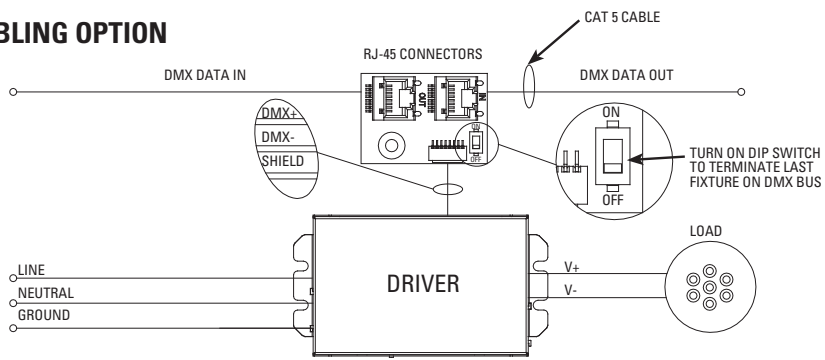 BLING OPTION
CAT 5 CABLE
RJ-45 CONNECTORS
DMX DATA IN
DMX DATA OUT
OUT
IN
ON
OFF
DMX+
DMX-
SHIELD
ON
OFF
TURN ON DIP SWITCH
TO TERMINATE LAST
FIXTURE ON DMX BUS
LOAD
LINE
NEUTRAL
GROUND
DRIVER
V+
V-